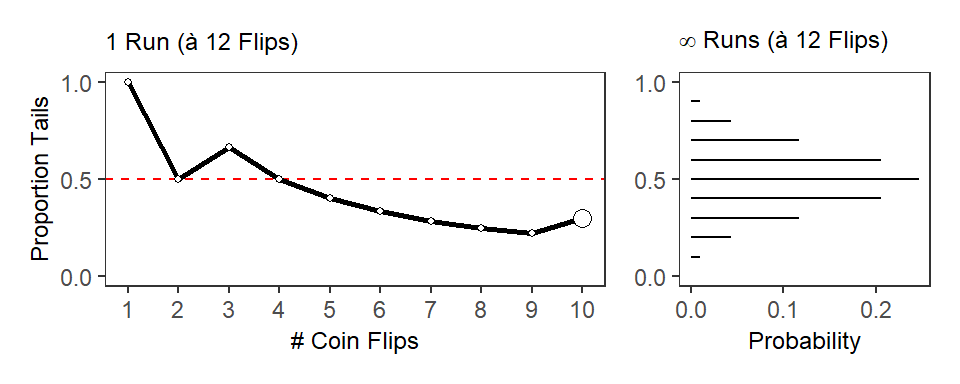 1 Run (à 12 Flips)
Proportion Tails
1.0
0.5
0.0
1 2 3 4 5 6 7 8 9 10
# Coin Flips
∞ Runs (à 12 Flips)
1.0
0.5
0.0
0.0 0.1 0.2
Probability